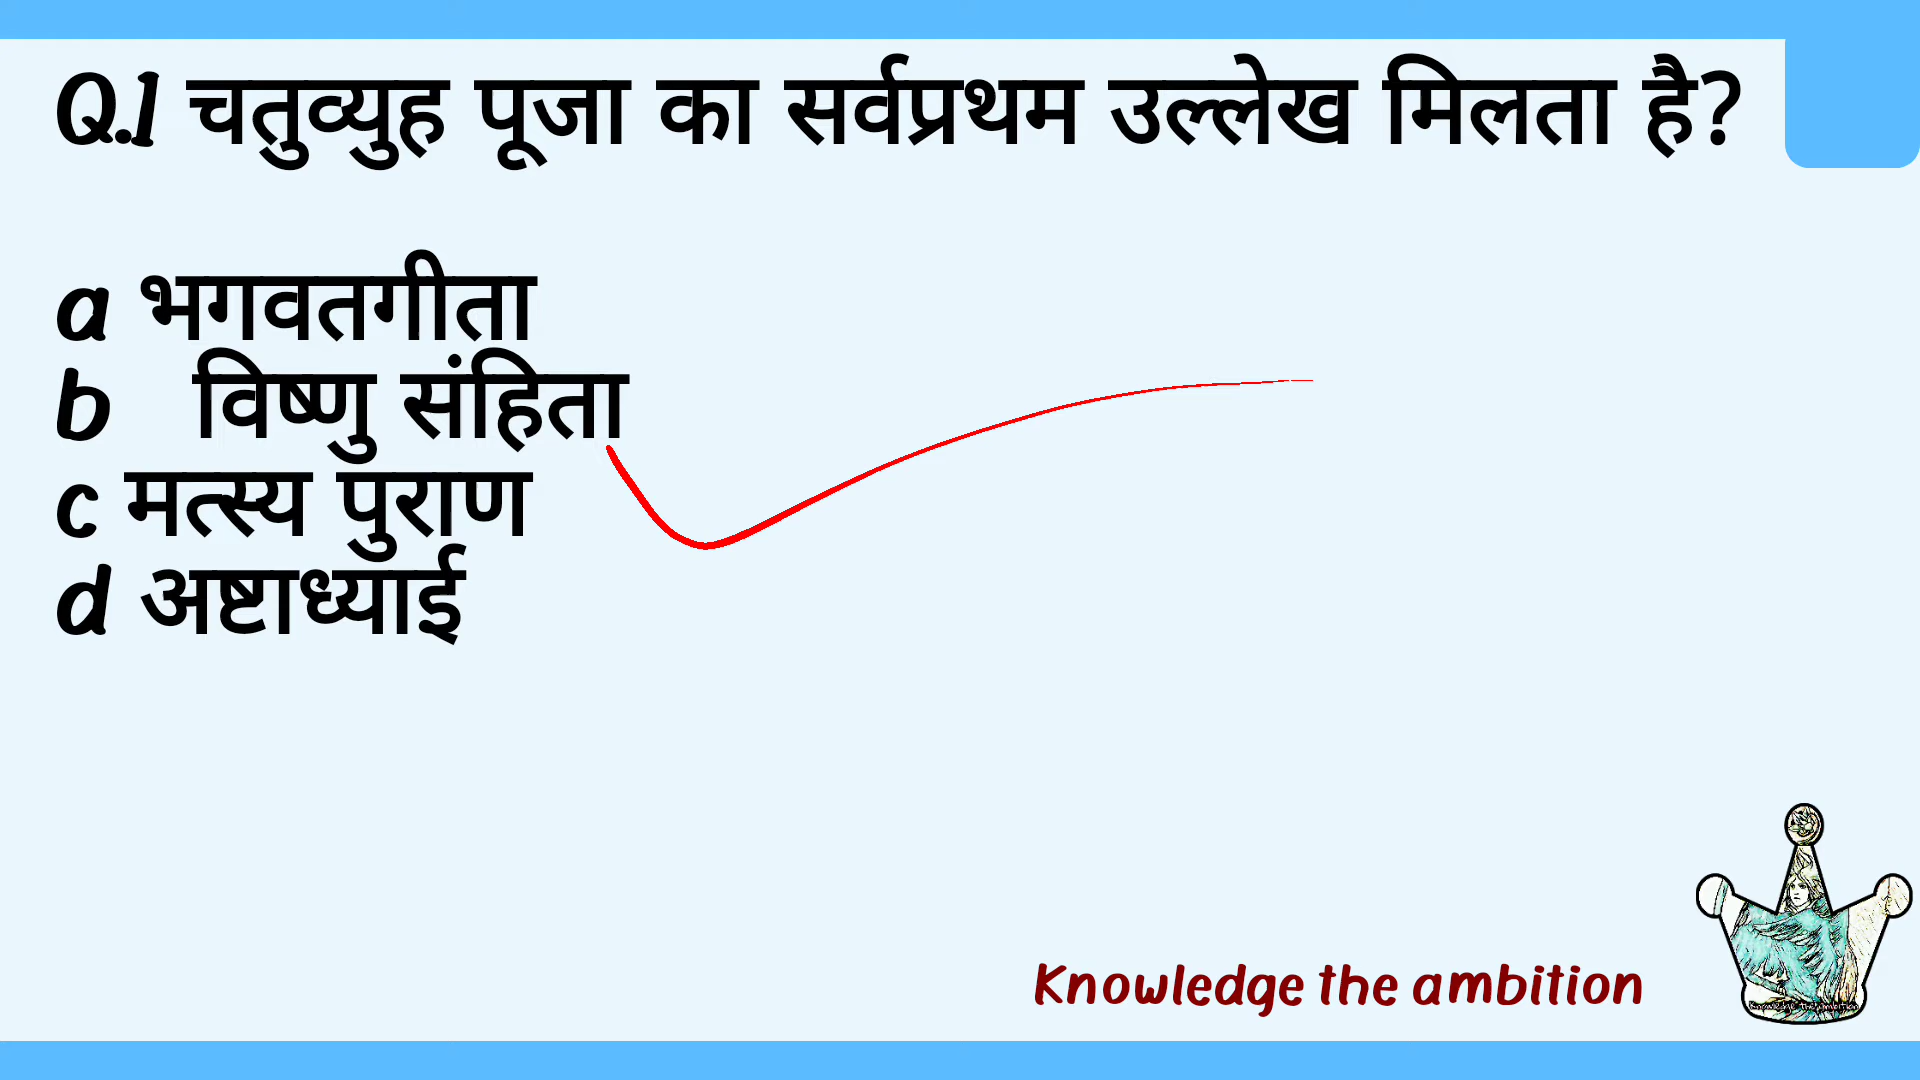 Q.1 चतुव्युह पूजा का सर्वप्रथम उल्लेख मिलता है?
a भगवतगीता
b विष्णु संहिता
c मत्स्य पुराण
d अष्टाध्याई
Knowledge the ambition